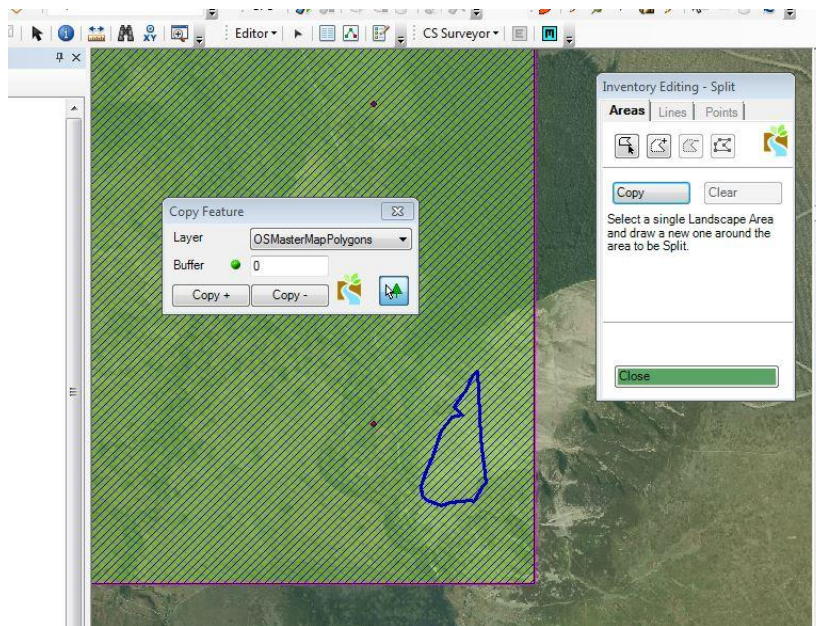 XY
Editor
CS Surveyor
Inventory Editing - Split
Areas Lines Points
Copy Clear
Select a single Landscape Area
and draw a new one around the
area to be Split.
Close
Copy Feature
Layer OSMasterMapPolygons
Buffer 0
Copy + Copy -